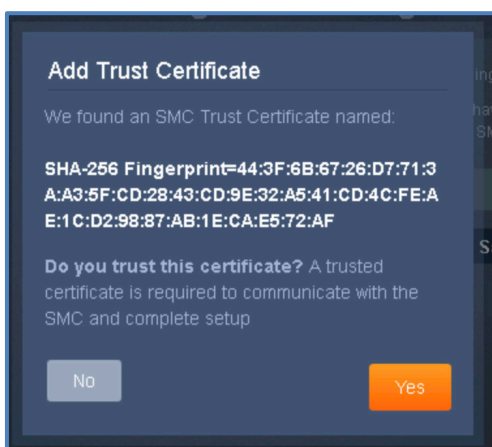 Add Trust Certificate
We found an SMC Trust Certificate named:
SHA-256 Fingerprint=44:3F:6B:67:26:D7:71:3
A:A3:5F:CD:28:43:CD:9E:32:A5:41:CD:4C:FE:A
E:1C:D2:98:87:AB:1E:CA:E5:72:AF
Do you trust this certificate? A trusted
certificate is required to communicate with the
SMC and complete setup
No
Yes